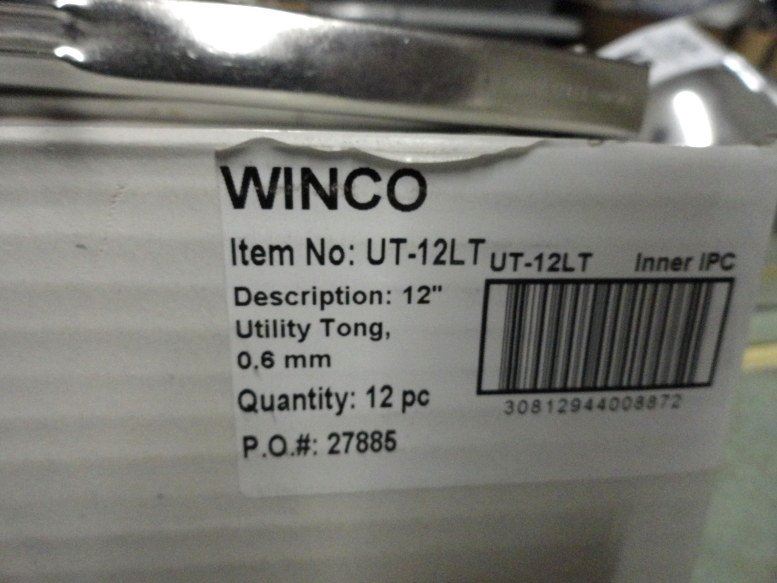 WINCO
Item No: UT-12LT
UT-12LT Inner IPC
Description: 12"
Utility Tong,
0.6 mm
Quantity: 12 pc
P.O.#: 27885
30812944008872